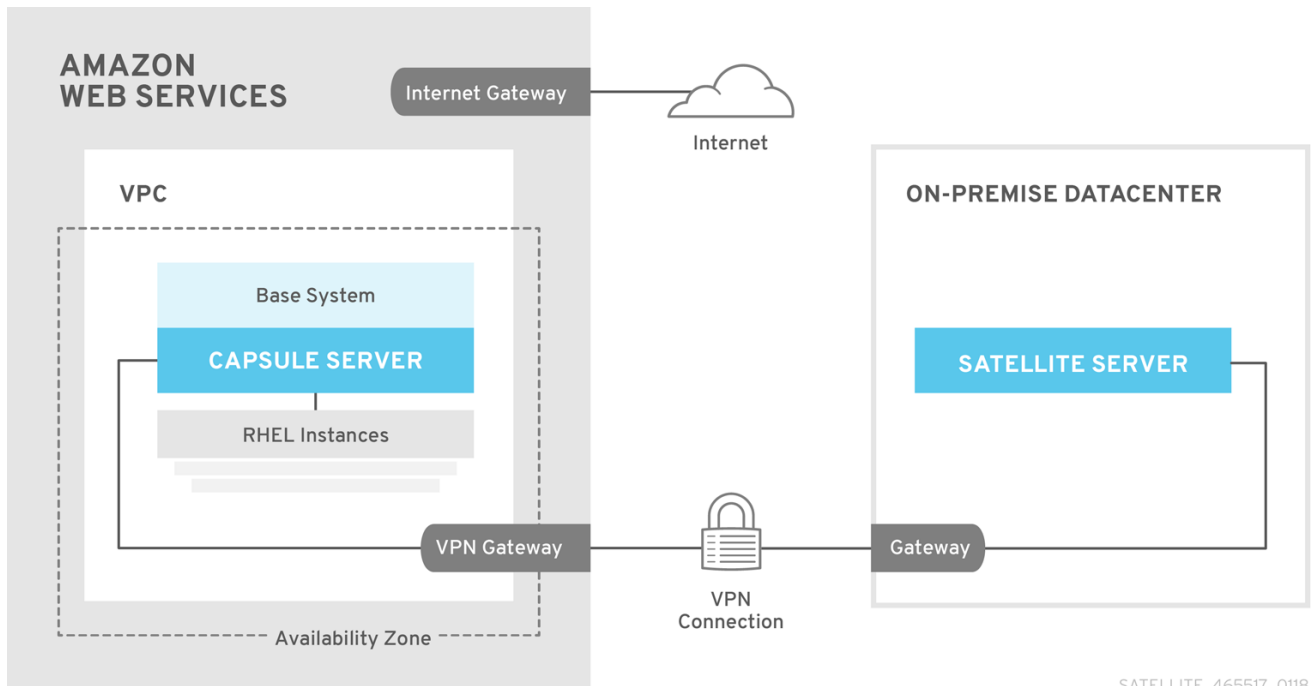 AMAZON
WEB SERVICES
Internet Gateway
Internet
VPC
ON-PREMISE DATACENTER
Base System
CAPSULE SERVER
SATELLITE SERVER
RHEL Instances
VPN Gateway
Gateway
VPN
Connection
Availability Zone
SATELLITE_465517_0118